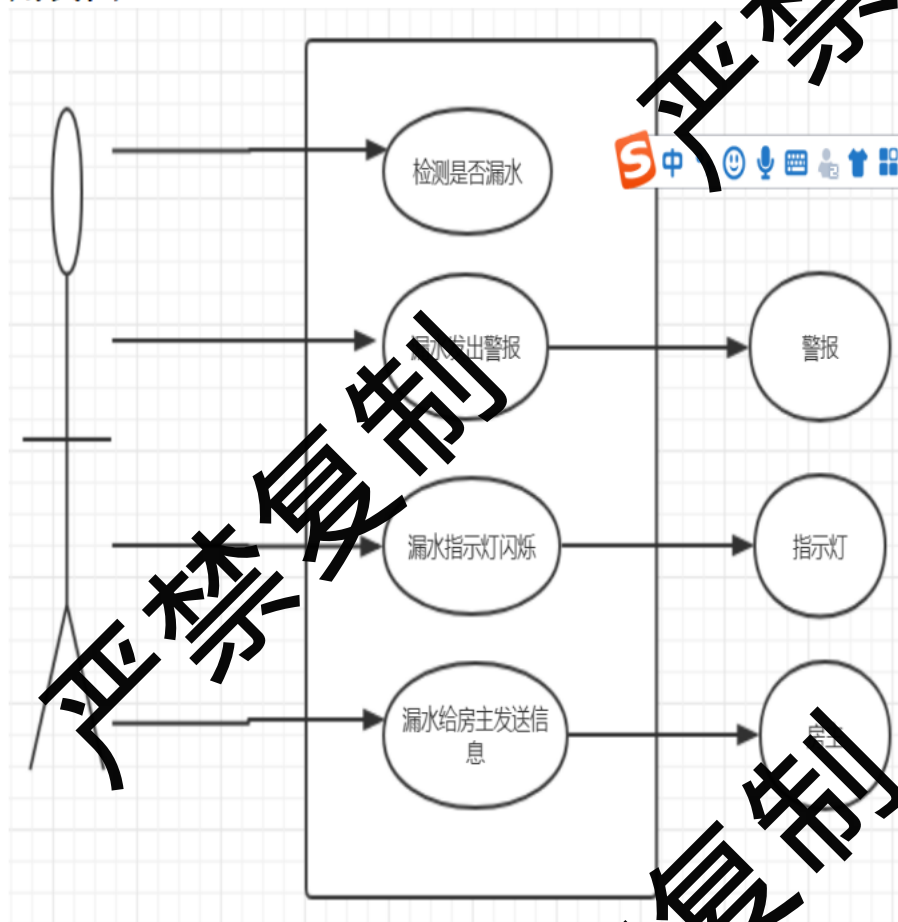 检测是否漏水
中
漏水发出警报
警报
漏水指示灯闪烁
指示灯
漏水给房主发送信
息
房主
严禁复制
严禁
复制